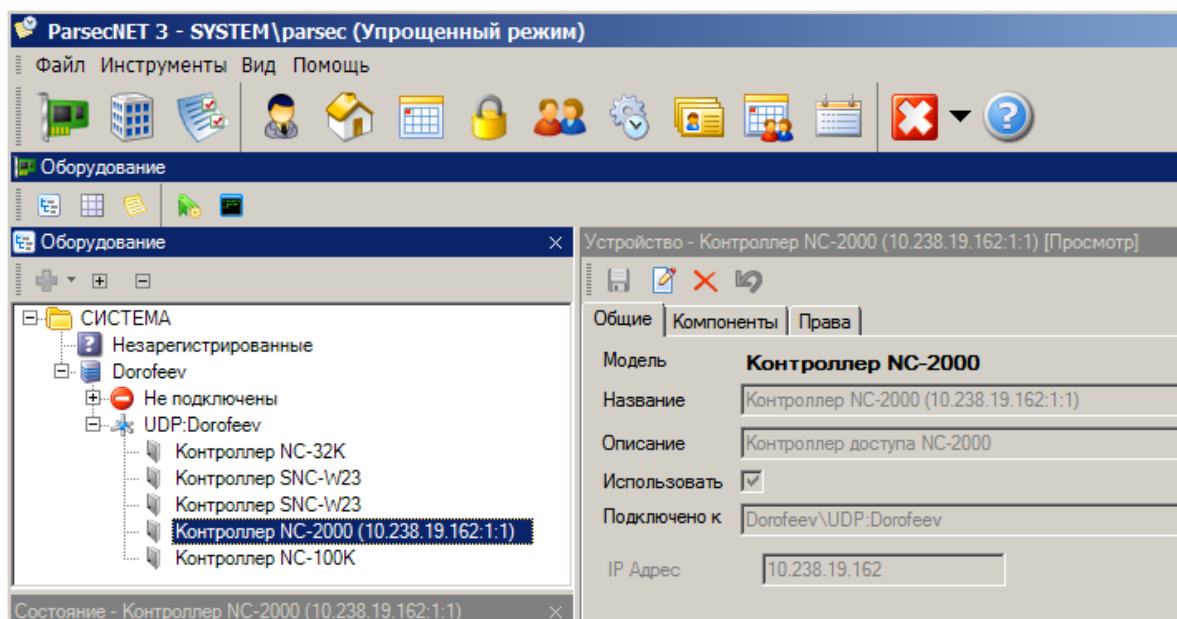 ParsecNET 3 - SYSTEM\parsec (Упрощенный режим)
Файл Инструменты Вид Помощь
Оборудование
Оборудование
СИСТЕМА
Незарегистрированные
Dorofeev
Не подключены
UDP:Dorofeev
Контроллер NC-32K
Контроллер SNC-W23
Контроллер SNC-W23
Контроллер NC-2000 (10.238.19.162:1:1)
Контроллер NC-100K
Состояние - Контроллер NC-2000 (10.238.19.162:1:1)
Устройство - Контроллер NC-2000 (10.238.19.162:1:1) [Просмотр]
Общие Компоненты Права
Модель Контроллер NC-2000
Название Контроллер NC-2000 (10.238.19.162:1:1)
Описание Контроллер доступа NC-2000
Использовать
Подключено к Dorofeev\UDP:Dorofeev
IP Адрес 10.238.19.162